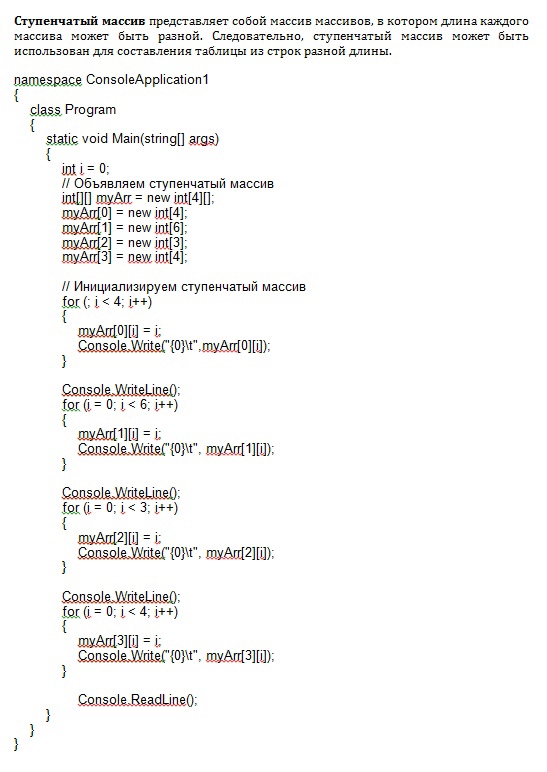 Ступенчатый массив представляет собой массив массивов, в котором длина каждого
массива может быть разной. Следовательно, ступенчатый массив может быть
использован для составления таблицы из строк разной длины.
namespace ConsoleApplication1
{
class Program
{
static void Main(string[] args)
{
int i = 0;
// Объявляем ступенчатый массив
int[][] myArr = new int[4][];
myArr[0] = new int[4];
myArr[1] = new int[6];
myArr[2] = new int[3];
myArr[3] = new int[4];
// Инициализируем ступенчатый массив
for (; i < 4; i++)
{
myArr[0][i] = i;
Console.Write("{0}\t",myArr[0][i]);
}
Console.WriteLine();
for (i = 0; i < 6; i++)
{
myArr[1][i] = i;
Console.Write("{0}\t", myArr[1][i]);
}
Console.WriteLine();
for (i = 0; i < 3; i++)
{
myArr[2][i] = i;
Console.Write("{0}\t", myArr[2][i]);
}
Console.WriteLine();
for (i = 0; i < 4; i++)
{
myArr[3][i] = i;
Console.Write("{0}\t", myArr[3][i]);
}
Console.ReadLine();
}
}
}